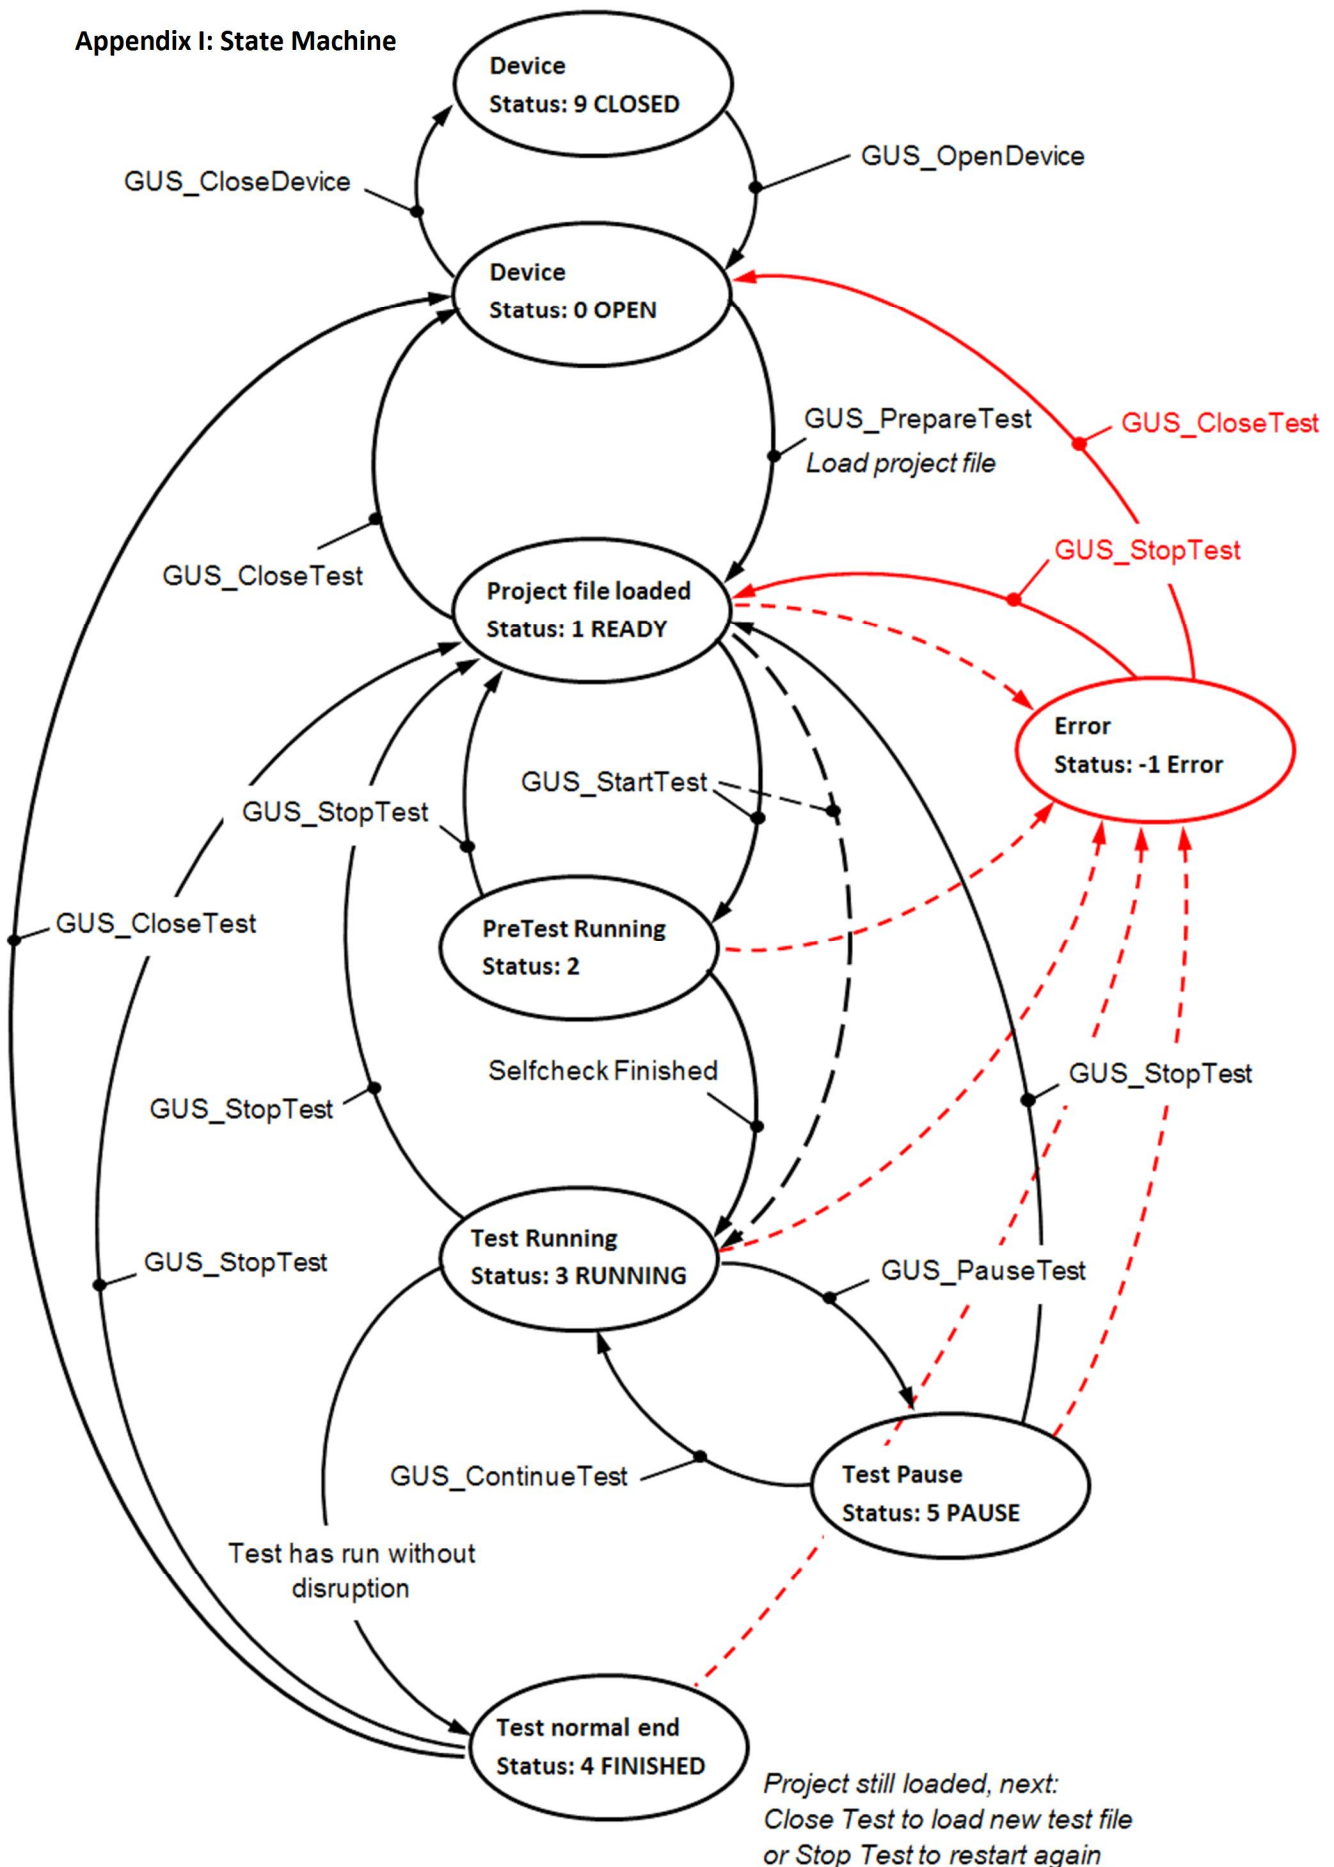 Appendix I: State Machine
Device
Status: 9 CLOSED
GUS_OpenDevice
GUS_CloseDevice
Device
Status: 0 OPEN
GUS_PrepareTest
Load project file
GUS_CloseTest
GUS_StopTest
GUS_CloseTest
Project file loaded
Status: 1 READY
Error
Status: -1 Error
GUS_StartTest
GUS_StopTest
GUS_CloseTest
PreTest Running
Status: 2
Selfcheck Finished
GUS_StopTest
GUS_StopTest
Test Running
Status: 3 RUNNING
GUS_StopTest
GUS_PauseTest
GUS_ContinueTest
Test Pause
Status: 5 PAUSE
Test has run without
disruption
Test normal end
Status: 4 FINISHED
Project still loaded, next:
Close Test to load new test file
or Stop Test to restart again